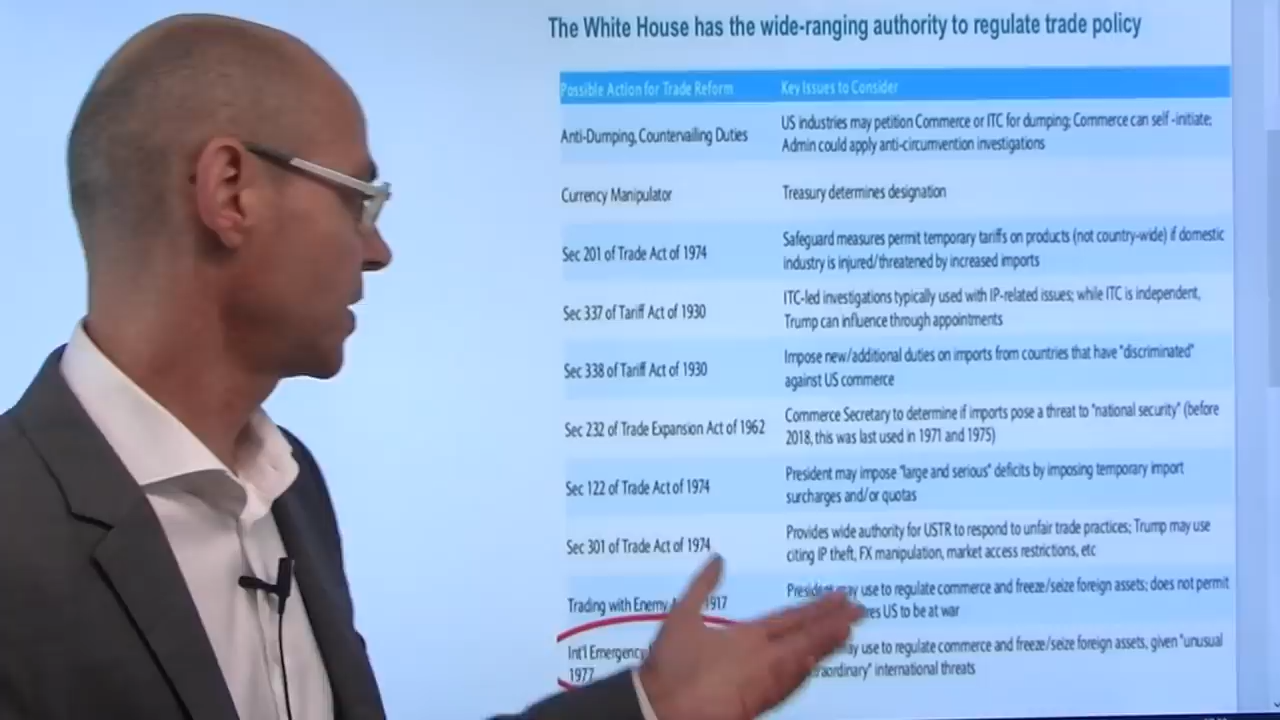 The White House has the wide-ranging authority to regulate trade policy
Possible Action for Trade Reform Key Issues to Consider
Anti-Dumping, Countervailing Duties
US industries may petition Commerce or ITC for dumping; Commerce can self -initiate;
Admin could apply anti-circumvention investigations
Currency Manipulator
Treasury determines designation
Sec 201 of Trade Act of 1974
Safeguard measures permit temporary tariffs on products (not country-wide) if domestic
industry is injured/threatened by increased imports
Sec 337 of Tariff Act of 1930
ITC-led investigations typically used with IP-related issues; while ITC is independent,
Trump can influence through appointments
Sec 338 of Tariff Act of 1930
Impose new/additional duties on imports from countries that have "discriminated"
against US commerce
Sec 232 of Trade Expansion Act of 1962
Commerce Secretary to determine if imports pose a threat to "national security" (before
2018, this was last used in 1971 and 1975)
Sec 122 of Trade Act of 1974
President may impose "large and serious" deficits by imposing temporary import
surcharges and/or quotas
Sec 301 of Trade Act of 1974
Provides wide authority for USTR to respond to unfair trade practices; Trump may use
citing IP theft, FX manipulation, market access restrictions, etc
Trading with Enemy 1917
President may use to regulate commerce and freeze/seize foreign assets; does not permit
US to be at war
Int'l Emergency
1977
use to regulate commerce and freeze/seize foreign assets, given "unusual
international threats